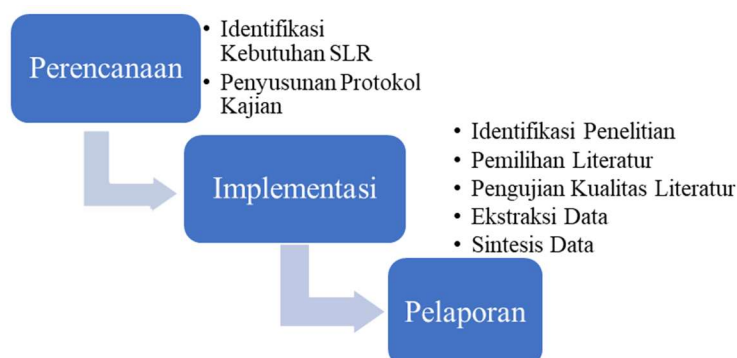 Perencanaan
• Identifikasi
Kebutuhan SLR
• Penyusunan Protokol
Kajian
Implementasi
• Identifikasi Penelitian
• Pemilihan Literatur
• Pengujian Kualitas Literatur
• Ekstraksi Data
• Sintesis Data
Pelaporan